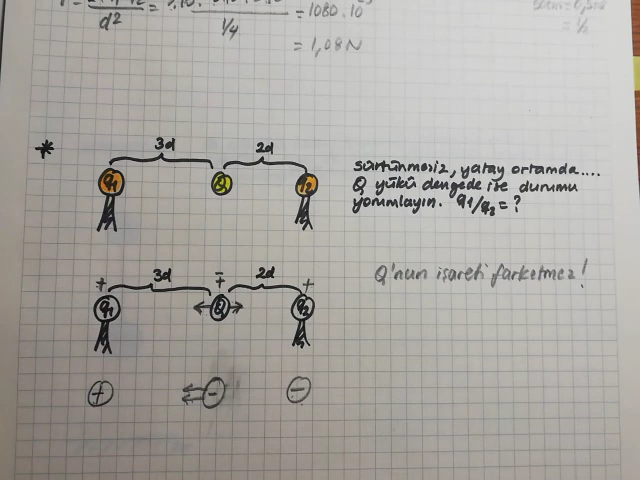 d²
1/4
= 1080.10
= 1,08 N
*
3d 2d
q1 Q q2
sürtünmesiz, yatay ortamda....
Q yükü dengede ise durumu
yorumlayın. q1/q2 = ?
3d 2d
+ ∓ +
q1 Q q2
Q'nun işareti farketmez!
+ - -